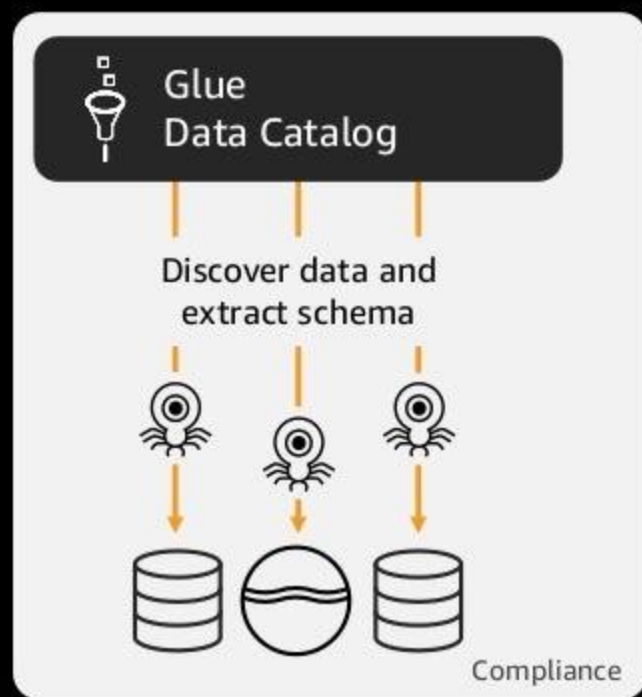 Glue
Data Catalog
Discover data and
extract schema
Compliance